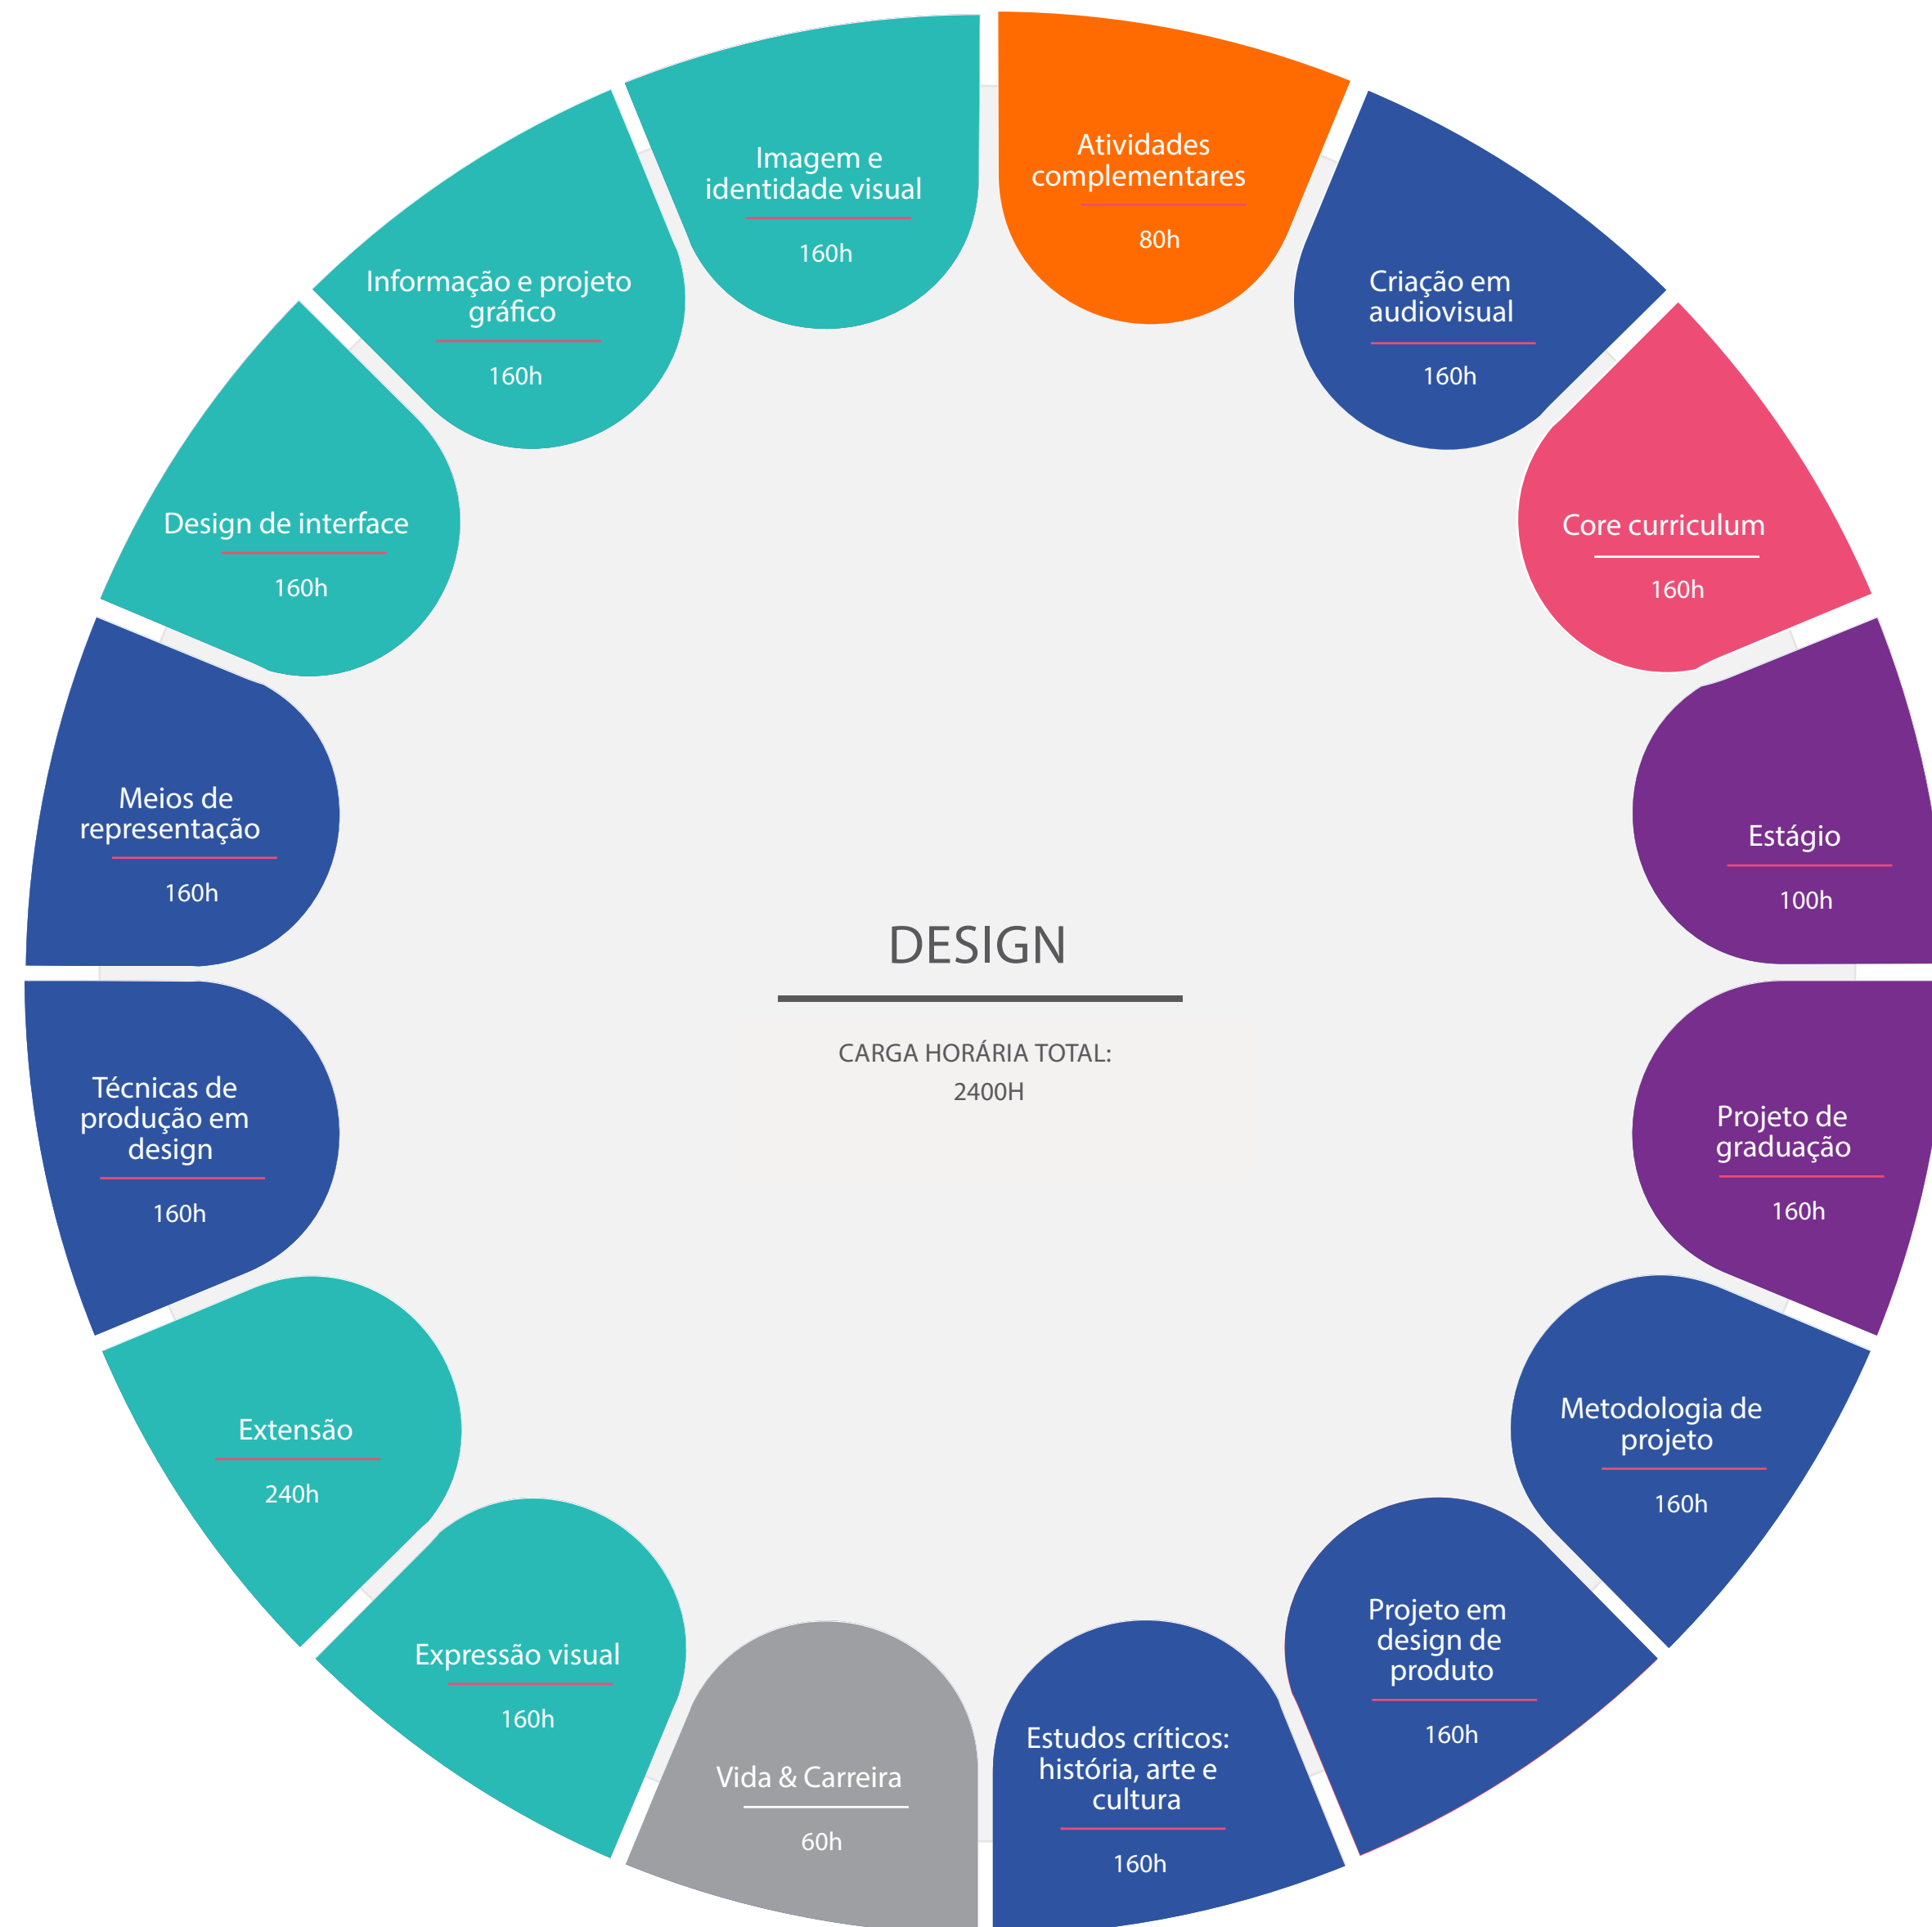 Atividades
complementares
80h
Criação em
audiovisual
160h
Core curriculum
160h
Estágio
100h
Projeto de
graduação
160h
Metodologia de
projeto
160h
Projeto em
design de
produto
160h
Estudos críticos:
história, arte e
cultura
160h
Vida & Carreira
60h
Expressão visual
160h
Extensão
240h
Técnicas de
produção em
design
160h
Meios de
representação
160h
Design de interface
160h
Informação e projeto
gráfico
160h
Imagem e
identidade visual
160h
DESIGN
CARGA HORÁRIA TOTAL:
2400H